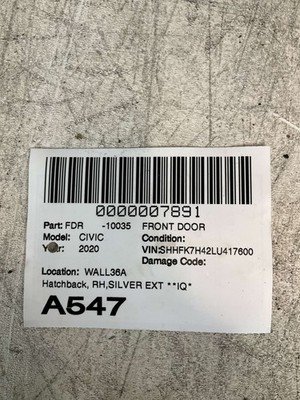 0000007891
Part: FDR -10035 FRONT DOOR
Model: CIVIC Condition:
Year: 2020 VIN:SHHFK7H42LU417600
Damage Code:
Location: WALL36A
Hatchback, RH,SILVER EXT **IQ*
A547